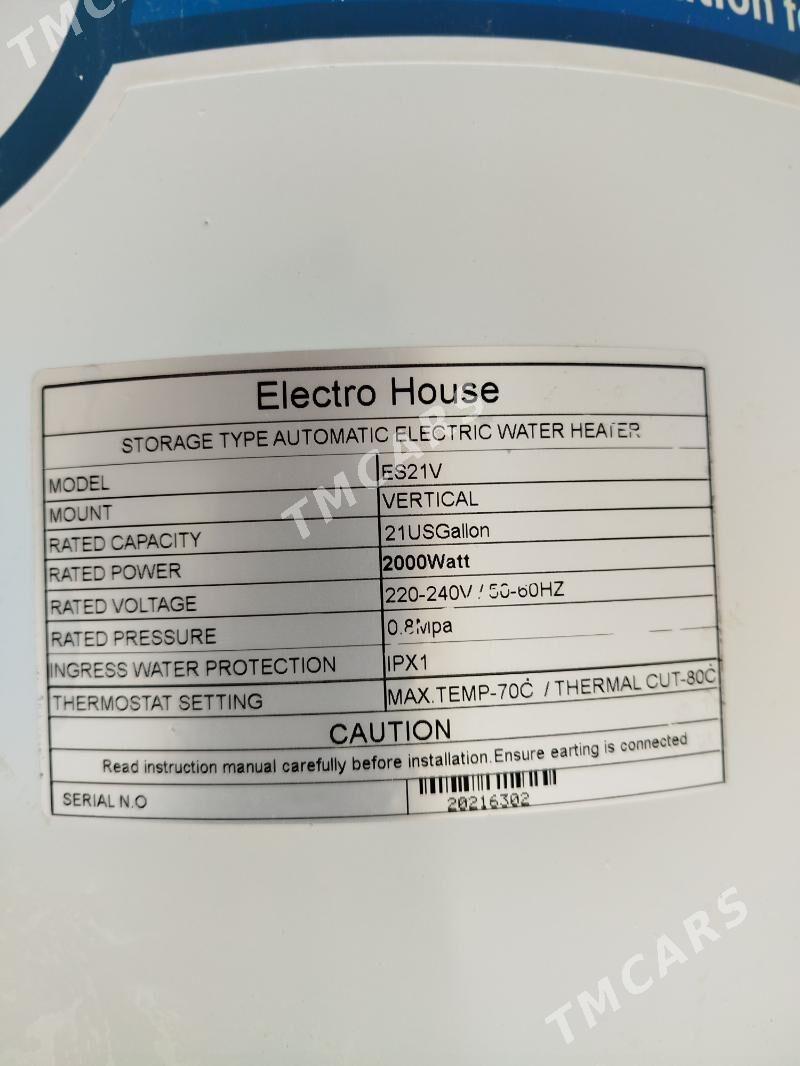 TMCARS
Electro House
STORAGE TYPE AUTOMATIC ELECTRIC WATER HEATER
MODEL ES21V
MOUNT VERTICAL
RATED CAPACITY 21USGallon
RATED POWER 2000Watt
RATED VOLTAGE 220-240V / 50-60HZ
RATED PRESSURE 0.8Mpa
INGRESS WATER PROTECTION IPX1
THERMOSTAT SETTING MAX.TEMP-70Ċ / THERMAL CUT-80Ċ
CAUTION
Read instruction manual carefully before installation.Ensure earting is connected
SERIAL N.O 20216302
TMCARS
TMCARS